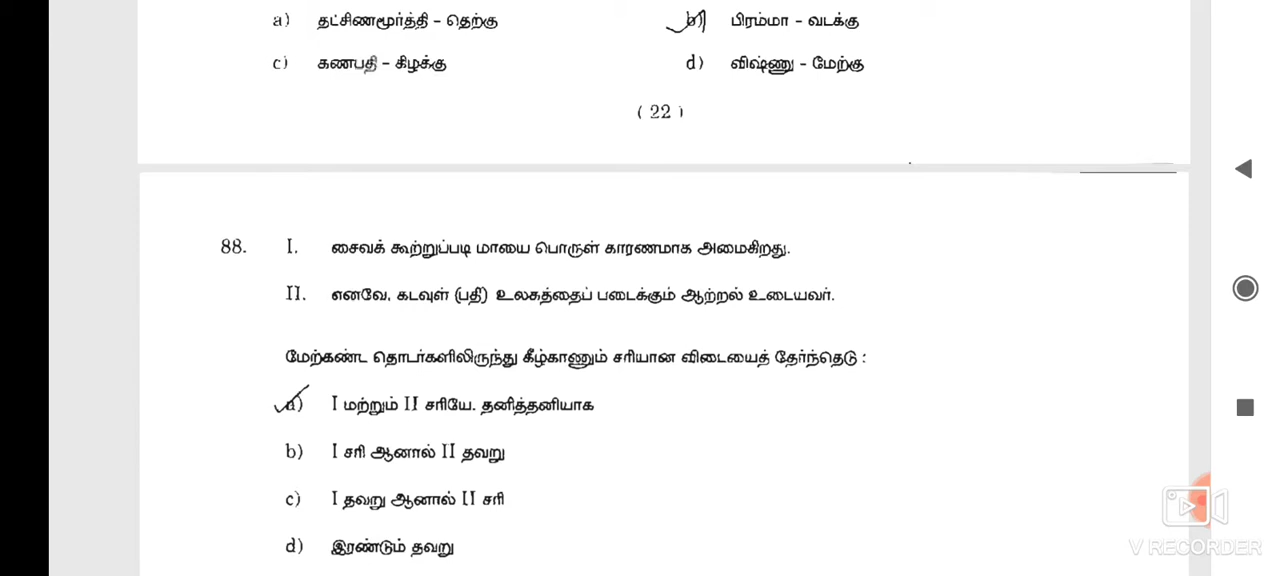 a) தட்சிணமூர்த்தி – தெற்கு b) பிரம்மா – வடக்கு
c) கணபதி – கிழக்கு d) விஷ்ணு – மேற்கு
( 22 )
88. I. சைவக் கூற்றுப்படி மாயை பொருள் காரணமாக அமைகிறது.
II. எனவே, கடவுள் (பதி) உலகத்தைப் படைக்கும் ஆற்றல் உடையவர்.
மேற்கண்ட தொடர்களிலிருந்து கீழ்காணும் சரியான விடையைத் தேர்ந்தெடு :
a) I மற்றும் II சரியே. தனித்தனியாக
b) I சரி ஆனால் II தவறு
c) I தவறு ஆனால் II சரி
d) இரண்டும் தவறு
V RECORDER